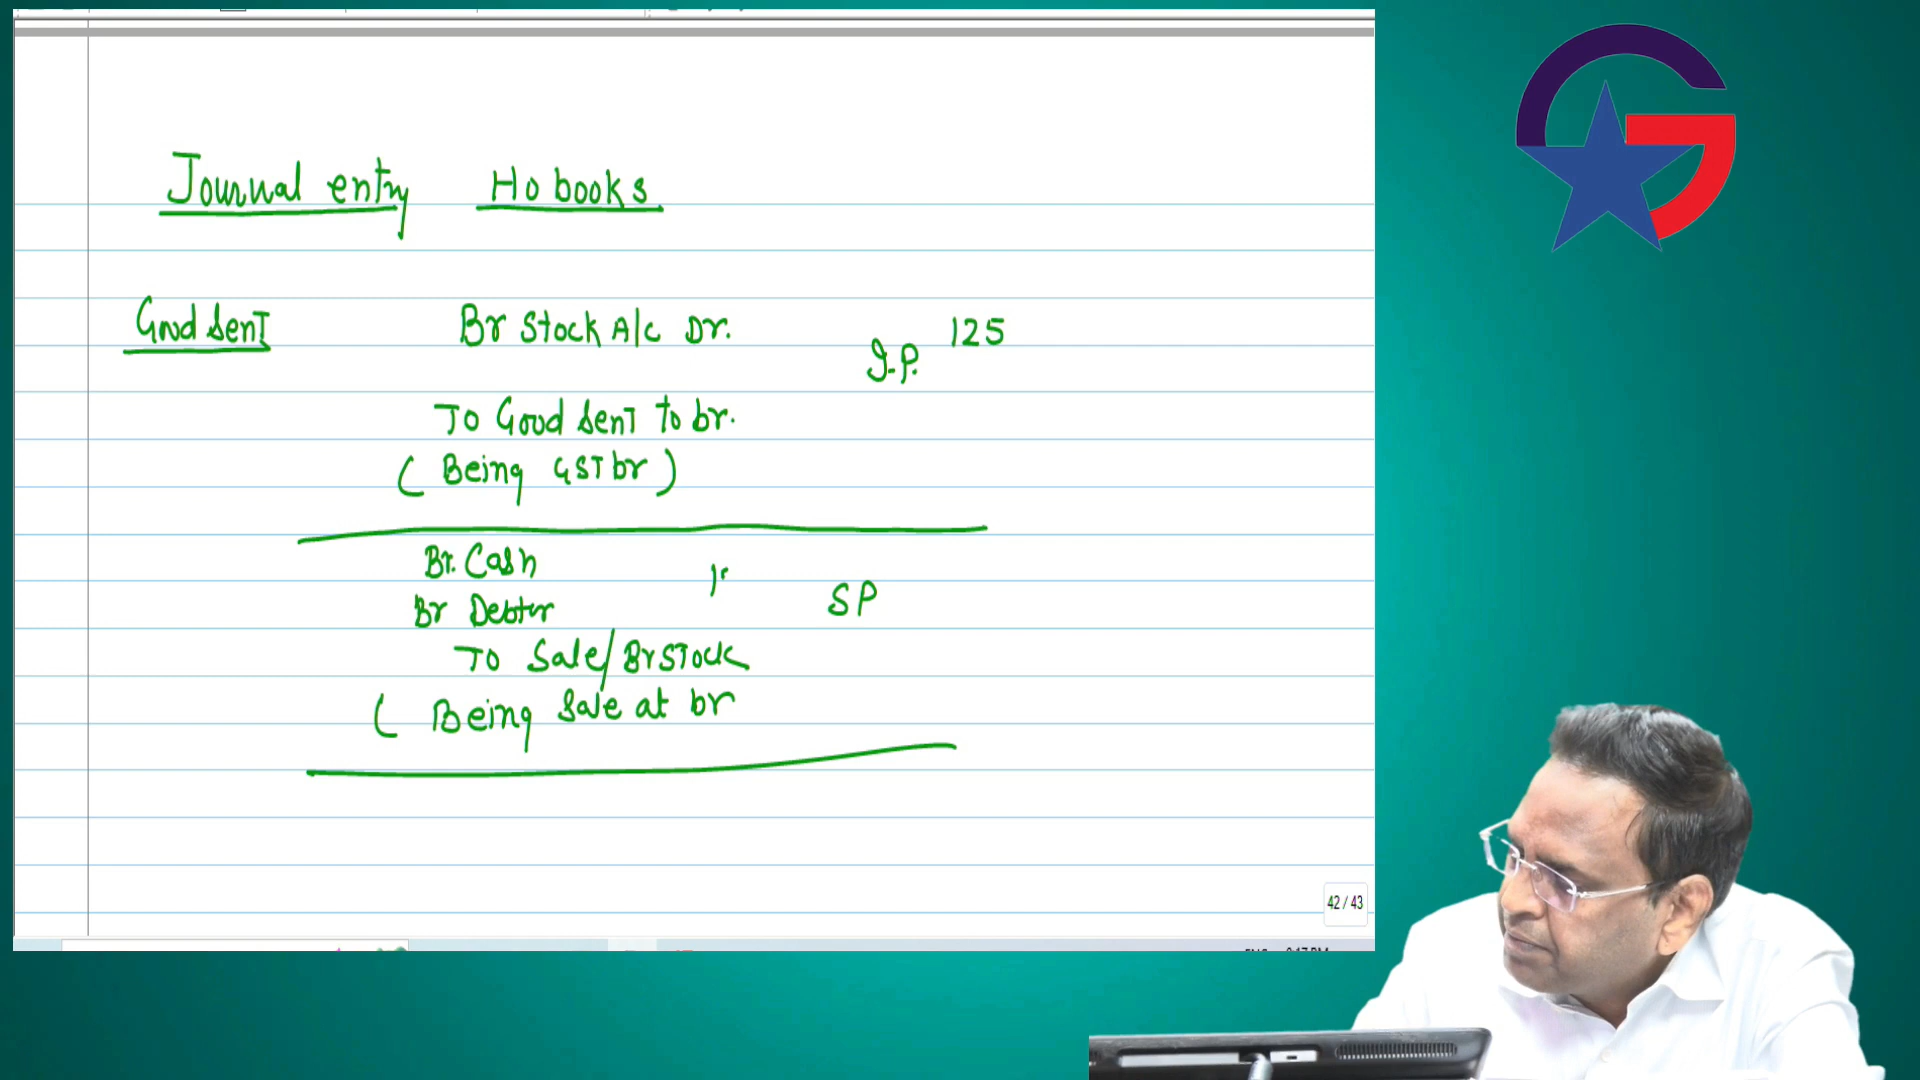 Journal entry Ho books
Good Sent Br Stock A/c Dr. I.P. 125
To Good Sent to br.
( Being GST br )
Br. Cash
Br Debtor SP
To Sale/Br Stock
( Being Sale at br
42 / 43